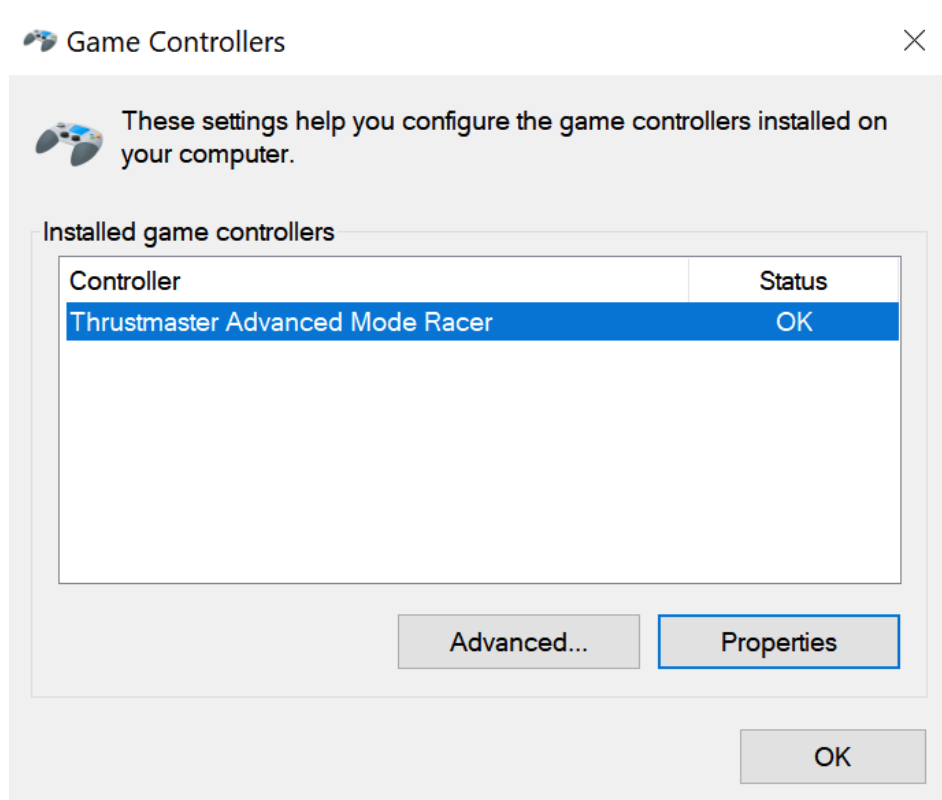 Game Controllers
These settings help you configure the game controllers installed on
your computer.
Installed game controllers
Controller Status
Thrustmaster Advanced Mode Racer OK
Advanced... Properties
OK